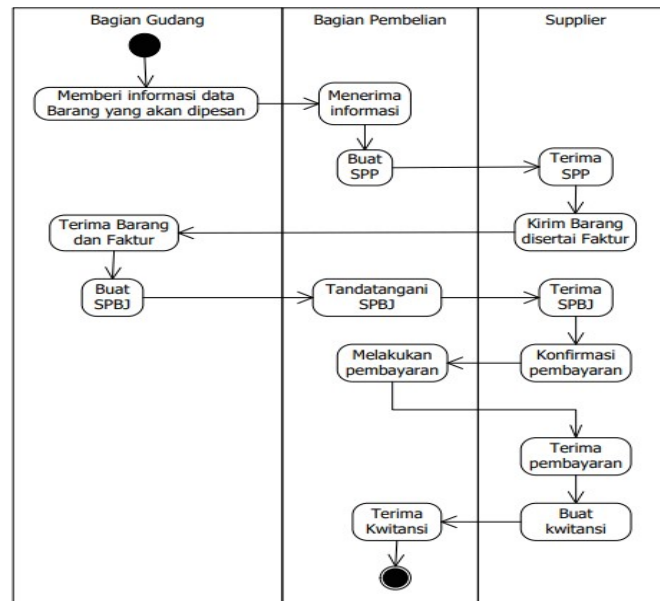 Bagian Gudang
Bagian Pembelian
Supplier
Memberi informasi data
Barang yang akan dipesan
Menerima
informasi
Buat
SPP
Terima
SPP
Kirim Barang
disertai Faktur
Terima Barang
dan Faktur
Buat
SPBJ
Tandatangani
SPBJ
Terima
SPBJ
Konfirmasi
pembayaran
Melakukan
pembayaran
Terima
pembayaran
Buat
kwitansi
Terima
Kwitansi